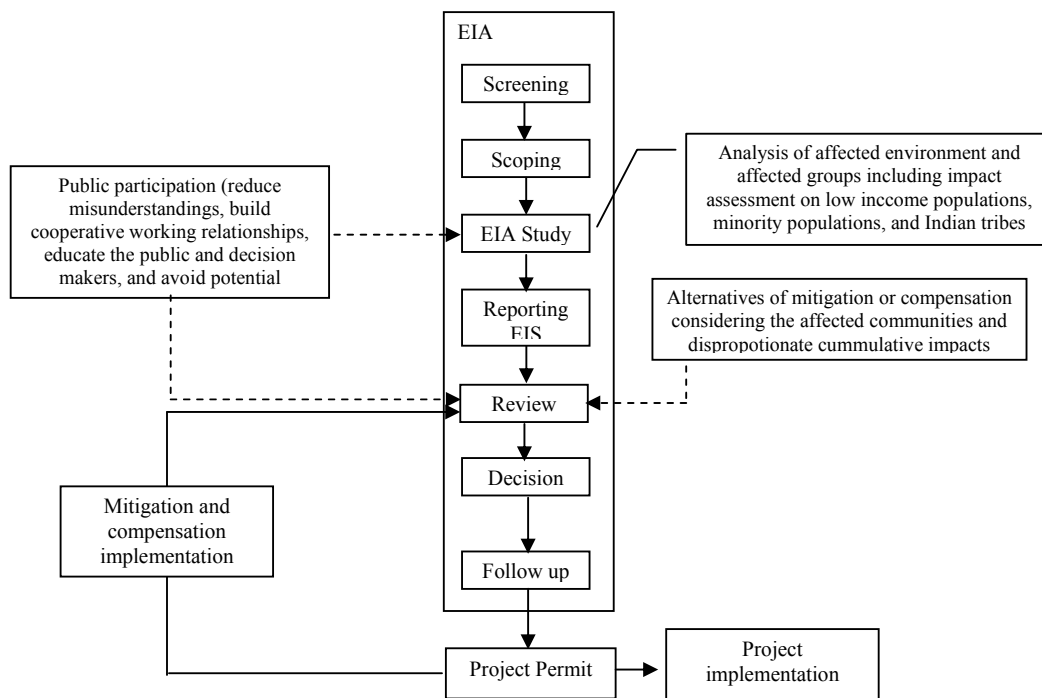 EIA
Screening
Scoping
Analysis of affected environment and
affected groups including impact
assessment on low inccome populations,
minority populations, and Indian tribes
Public participation (reduce
misunderstandings, build
cooperative working relationships,
educate the public and decision
makers, and avoid potential
EIA Study
Reporting
EIS
Alternatives of mitigation or compensation
considering the affected communities and
dispropotionate cummulative impacts
Review
Decision
Mitigation and
compensation
implementation
Follow up
Project Permit
Project
implementation